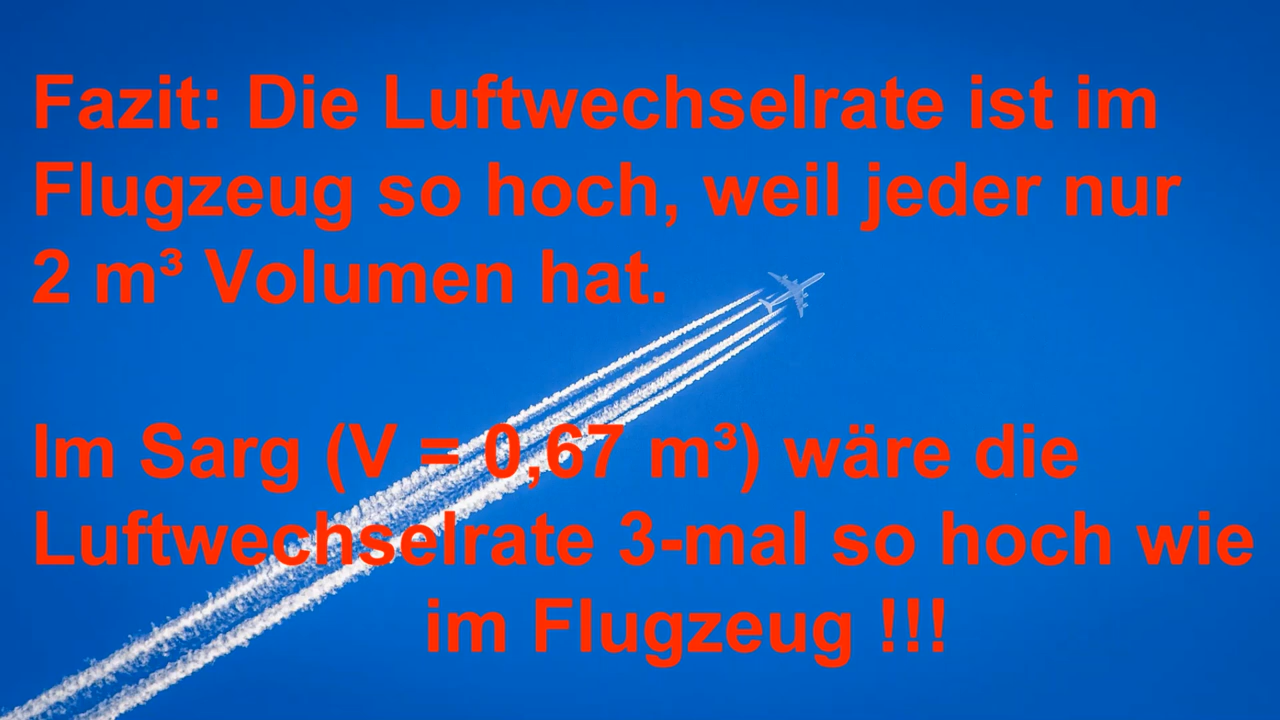 Fazit: Die Luftwechselrate ist im
Flugzeug so hoch, weil jeder nur
2 m³ Volumen hat.
Im Sarg (V = 0,67 m³) wäre die
Luftwechselrate 3-mal so hoch wie
im Flugzeug !!!